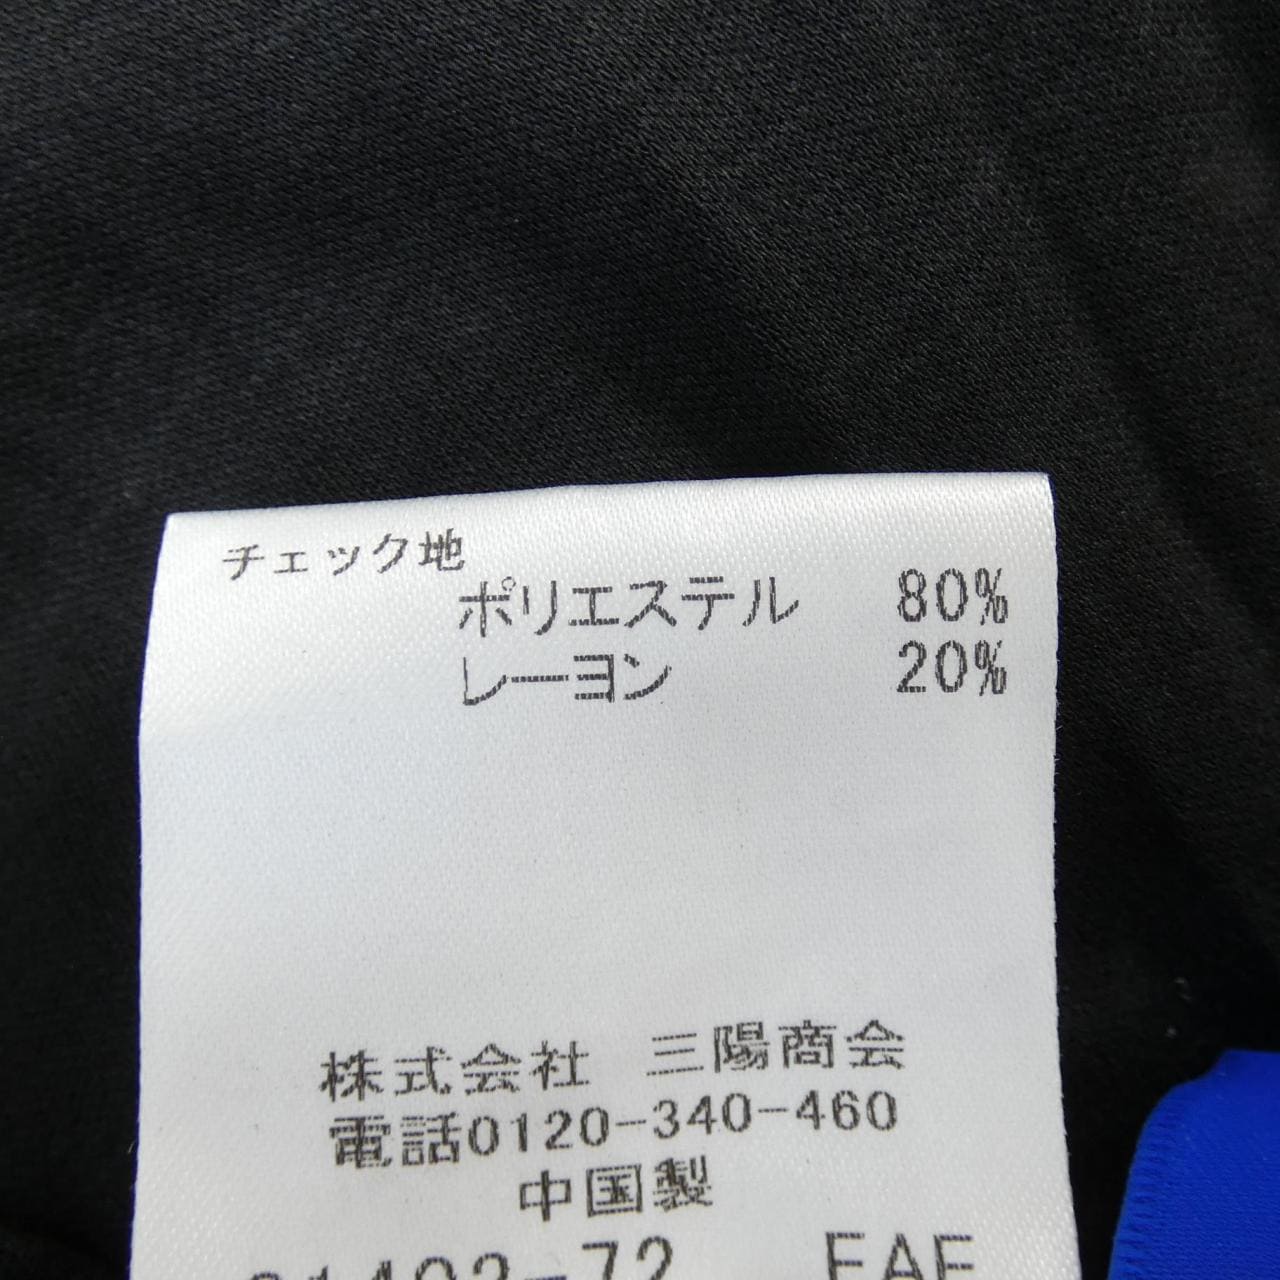 チェック地
ポリエステル 80%
レーヨン 20%
株式会社 三陽商会
電話0120-340-460
中国製